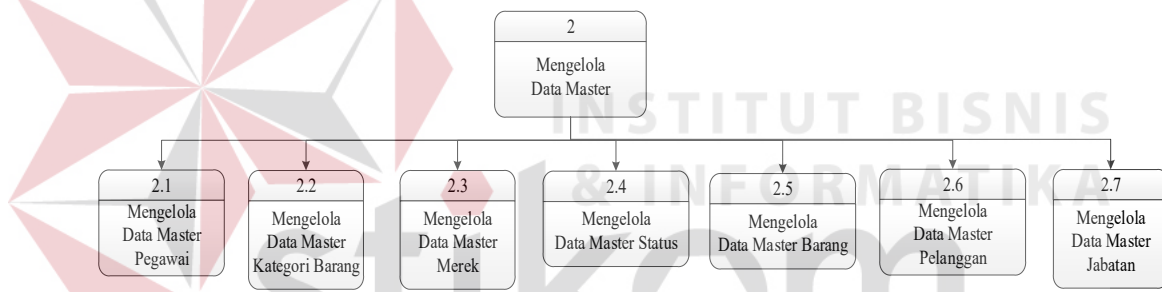 2
Mengelola
Data Master
INSTITUT BISNIS
& INFORMATIKA
stikom
2.1
Mengelola
Data Master
Pegawai
2.2
Mengelola
Data Master
Kategori Barang
2.3
Mengelola
Data Master
Merek
2.4
Mengelola
Data Master Status
2.5
Mengelola
Data Master Barang
2.6
Mengelola
Data Master
Pelanggan
2.7
Mengelola
Data Master
Jabatan